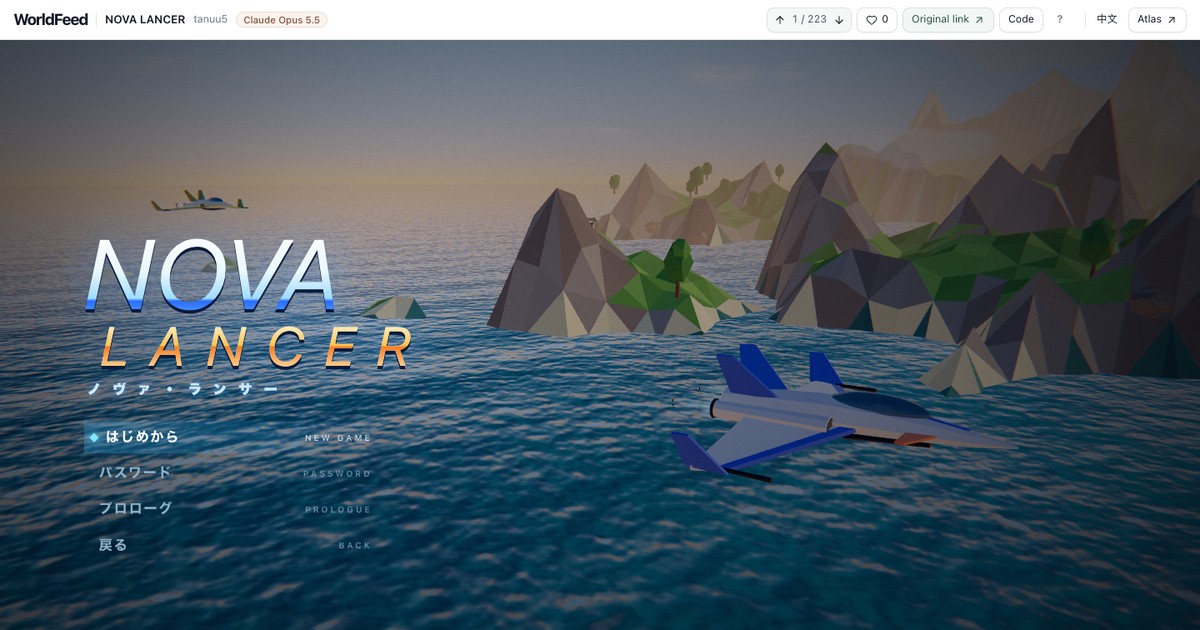 WorldFeed NOVA LANCER tanuu5 Claude Opus 5.5 ↑ 1 / 223 ↓ ♡ 0 Original link ↗ Code ? 中文 Atlas ↗
NOVA
LANCER
ノヴァ・ランサー
はじめから NEW GAME
パスワード PASSWORD
プロローグ PROLOGUE
戻る BACK